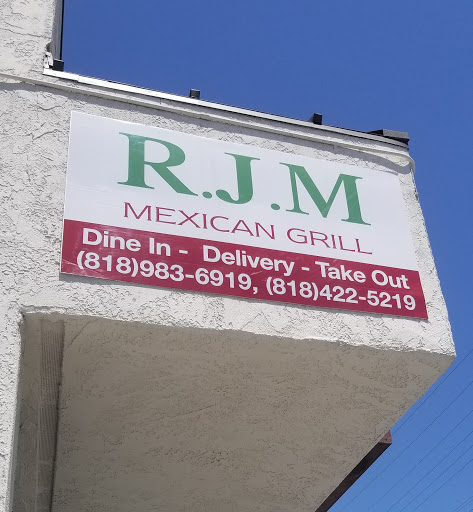 R.J.M
MEXICAN GRILL
Dine In - Delivery - Take Out
(818)983-6919, (818)422-5219